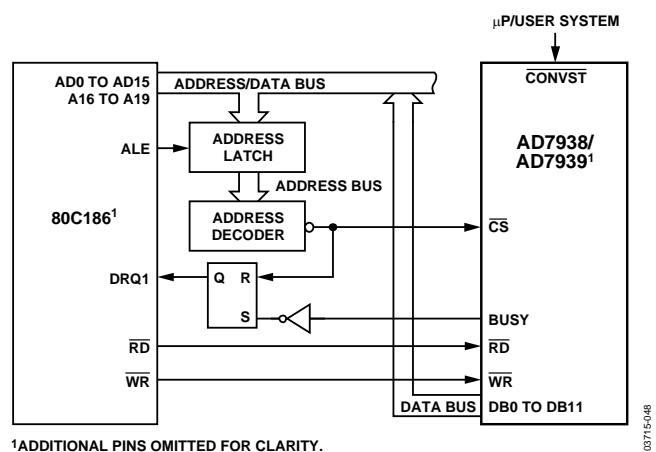 µP/USER SYSTEM
AD0 TO AD15
A16 TO A19
ADDRESS/DATA BUS
CONVST
ALE
ADDRESS
LATCH
AD7938/
AD7939¹
ADDRESS BUS
80C186¹
ADDRESS
DECODER
CS
DRQ1
Q
R
S
BUSY
RD
RD
WR
WR
DATA BUS
DB0 TO DB11
03715-048
¹ADDITIONAL PINS OMITTED FOR CLARITY.